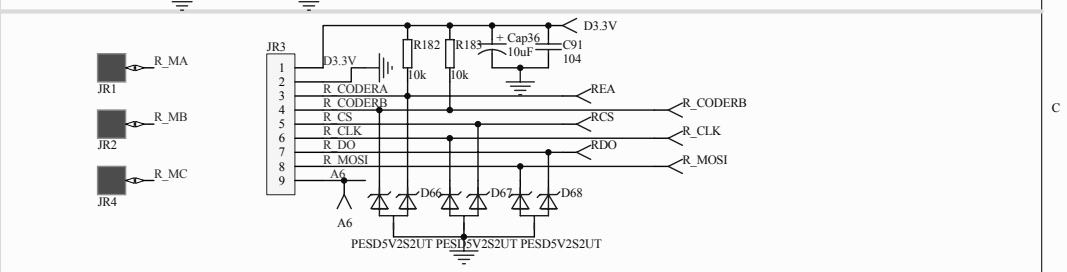 D3.3V
JR3
R182
R183
+ Cap36
C91
10uF
104
10k
10k
R_MA
JR1
R_MB
JR2
R_MC
JR4
1
D3.3V
2
3
R_CODERA
REA
4
R_CODERB
R_CODERB
5
R_CS
RCS
6
R_CLK
R_CLK
7
R_DO
RDO
8
R_MOSI
R_MOSI
9
A6
A6
D66
D67
D68
PESD5V2S2UT
PESD5V2S2UT
PESD5V2S2UT
C